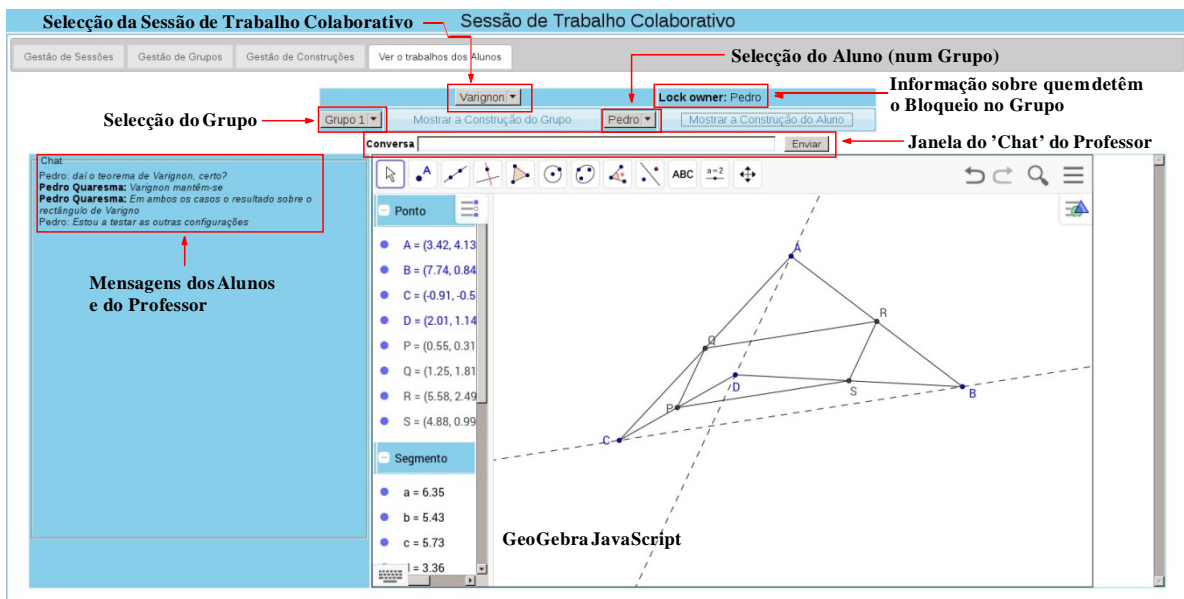 Selecção da Sessão de Trabalho Colaborativo
Sessão de Trabalho Colaborativo
Gestão de Sessões
Gestão de Grupos
Gestão de Construções
Ver o trabalhos dos Alunos
Selecção do Aluno (num Grupo)
Varignon
Lock owner: Pedro
Informação sobre quem detêm
o Bloqueio no Grupo
Selecção do Grupo
Grupo 1
Mostrar a Construção do Grupo
Pedro
Mostrar a Construção do Aluno
Conversa
Enviar
Janela do ’Chat’ do Professor
Chat
Pedro: daí o teorema de Varignon, certo?
Pedro Quaresma: Varignon mantêm-se
Pedro Quaresma: Em ambos os casos o resultado sobre o
rectângulo de Varigno
Pedro: Estou a testar as outras configurações
Mensagens dos Alunos
e do Professor
A
ABC
a=2
Ponto
A = (3.42, 4.13
B = (7.74, 0.84
C = (-0.91, -0.5
D = (2.01, 1.14
P = (0.55, 0.31
Q = (1.25, 1.81
R = (5.58, 2.49
S = (4.88, 0.99
Segmento
a = 6.35
b = 5.43
c = 5.73
= 3.36
A
R
Q
D
S
B
P
C
GeoGebra JavaScript